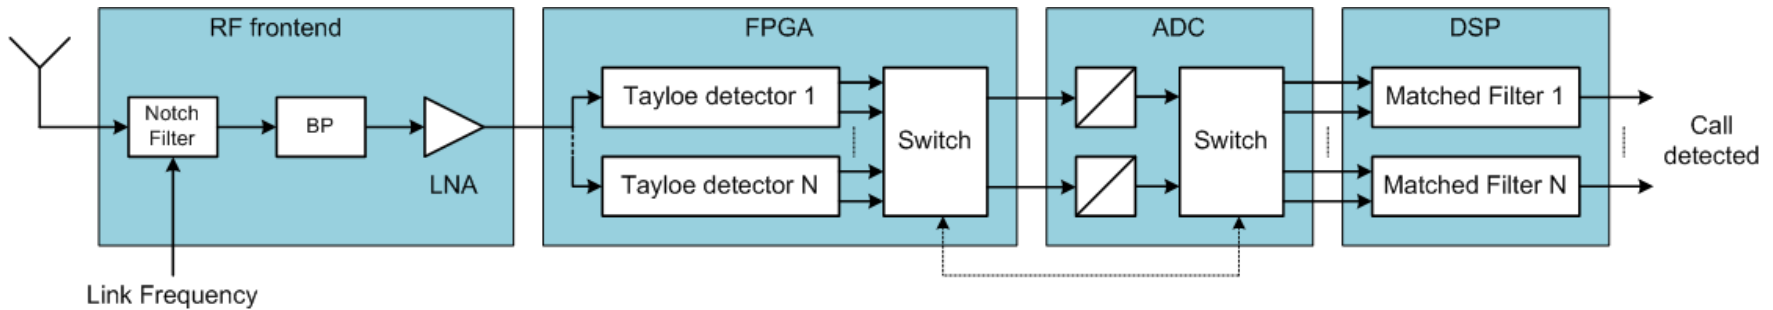 RF frontend
FPGA
ADC
DSP
Notch
Filter
BP
LNA
Tayloe detector 1
Tayloe detector N
Switch
Switch
Matched Filter 1
Matched Filter N
Call
detected
Link Frequency